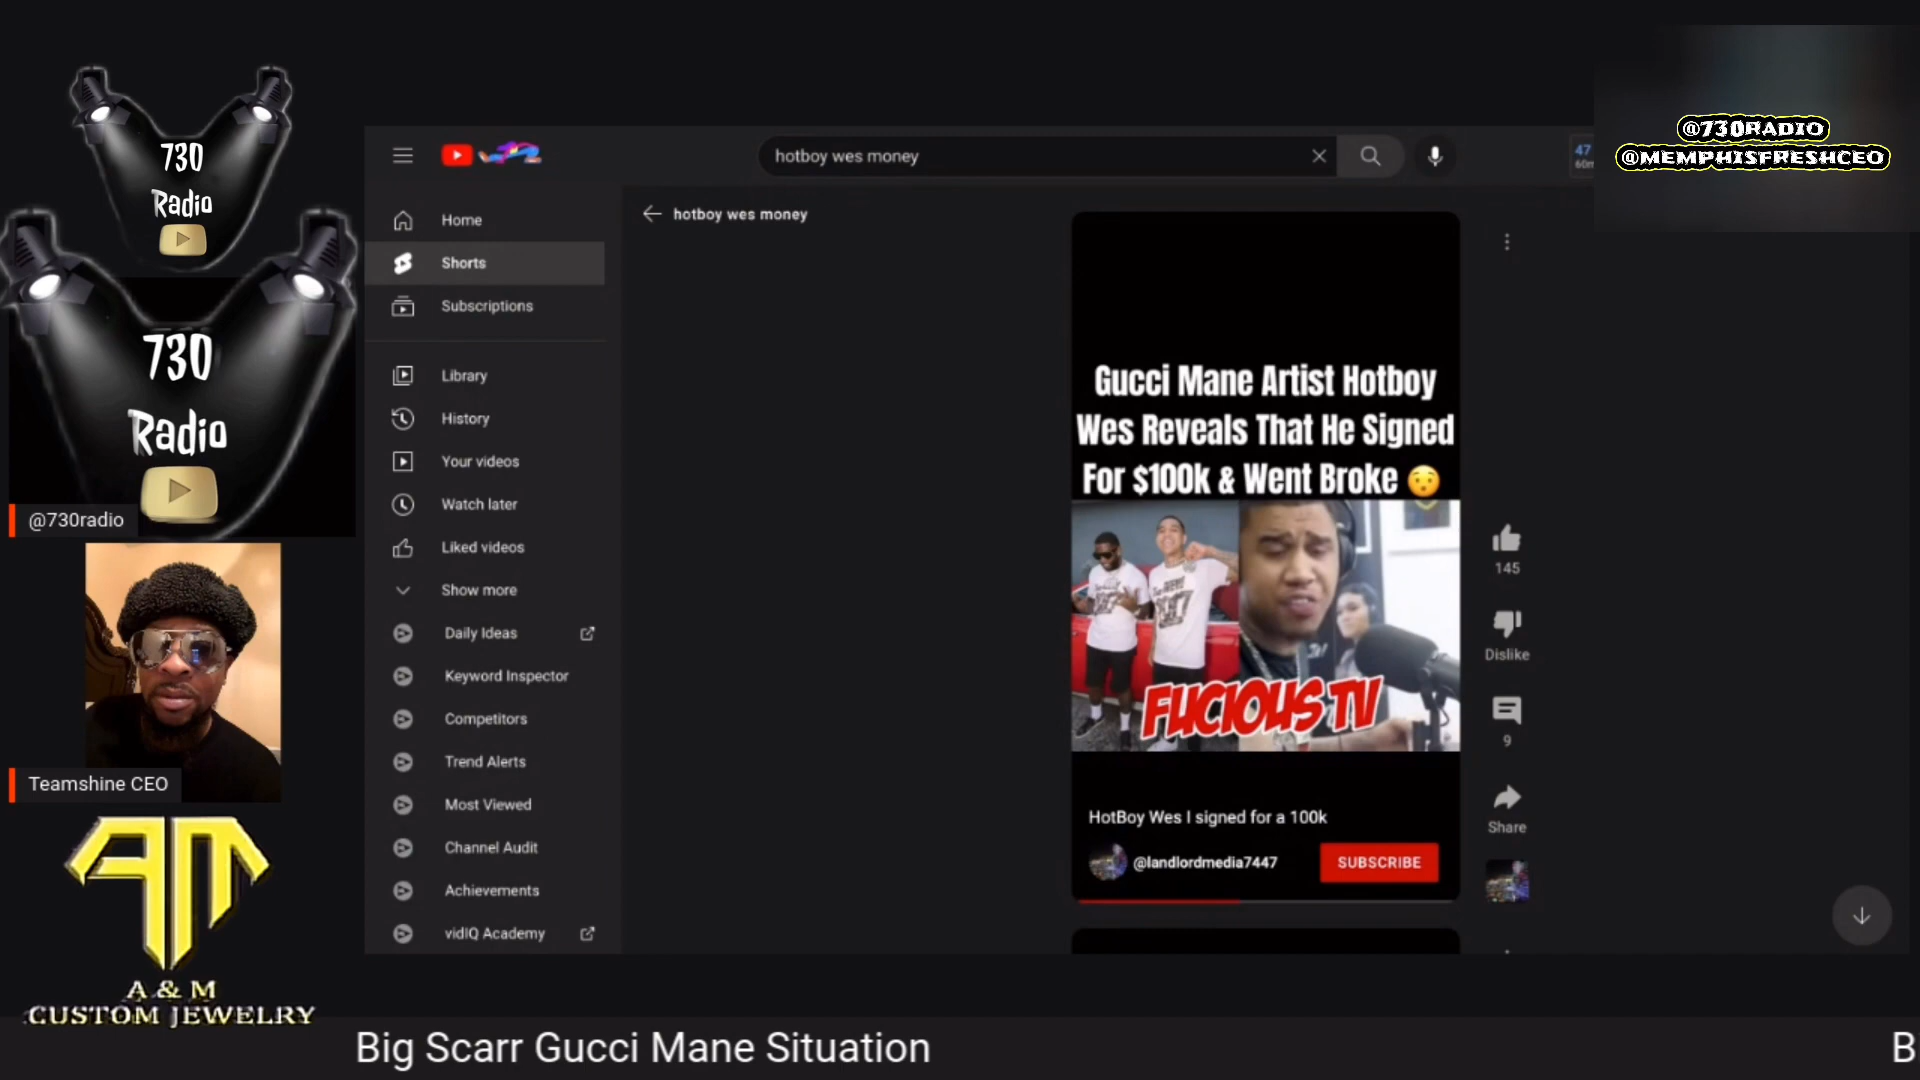 730
Radio
730
Radio
@730radio
Teamshine CEO
A & M
CUSTOM JEWELRY
hotboy wes money
47
60m
@730RADIO
@MEMPHISFRESHCEO
Home
Shorts
Subscriptions
Library
History
Your videos
Watch later
Liked videos
Show more
Daily Ideas
Keyword Inspector
Competitors
Trend Alerts
Most Viewed
Channel Audit
Achievements
vidIQ Academy
hotboy wes money
Gucci Mane Artist Hotboy
Wes Reveals That He Signed
For $100k & Went Broke 😯
FUCIOUS TV
HotBoy Wes I signed for a 100k
@landlordmedia7447
SUBSCRIBE
145
Dislike
9
Share
Big Scarr Gucci Mane Situation
B